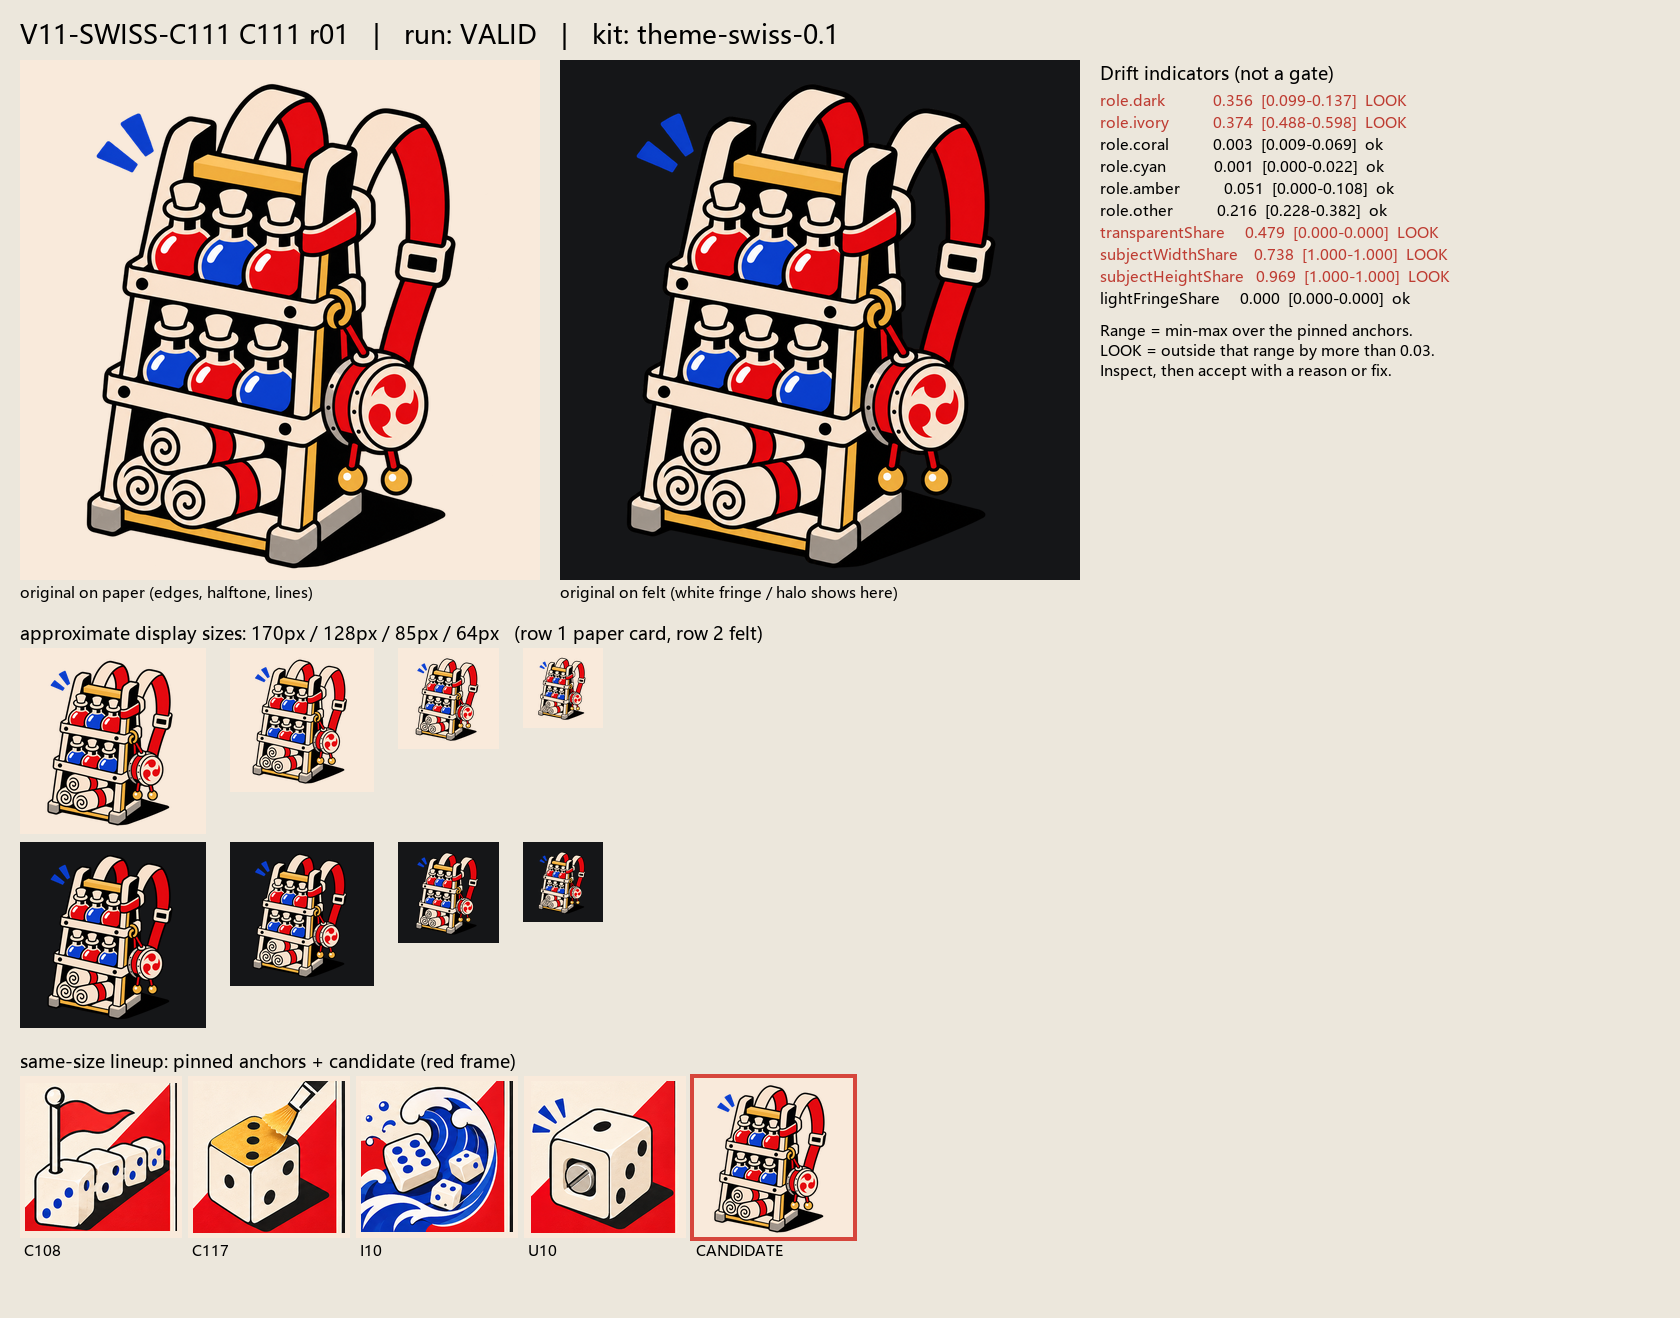 V11-SWISS-C111 C111 r01 | run: VALID | kit: theme-swiss-0.1
Drift indicators (not a gate)
role.dark 0.356 [0.099-0.137] LOOK
role.ivory 0.374 [0.488-0.598] LOOK
role.coral 0.003 [0.009-0.069] ok
role.cyan 0.001 [0.000-0.022] ok
role.amber 0.051 [0.000-0.108] ok
role.other 0.216 [0.228-0.382] ok
transparentShare 0.479 [0.000-0.000] LOOK
subjectWidthShare 0.738 [1.000-1.000] LOOK
subjectHeightShare 0.969 [1.000-1.000] LOOK
lightFringeShare 0.000 [0.000-0.000] ok
Range = min-max over the pinned anchors.
LOOK = outside that range by more than 0.03.
Inspect, then accept with a reason or fix.
original on paper (edges, halftone, lines)
original on felt (white fringe / halo shows here)
approximate display sizes: 170px / 128px / 85px / 64px (row 1 paper card, row 2 felt)
same-size lineup: pinned anchors + candidate (red frame)
C108
C117
I10
U10
CANDIDATE